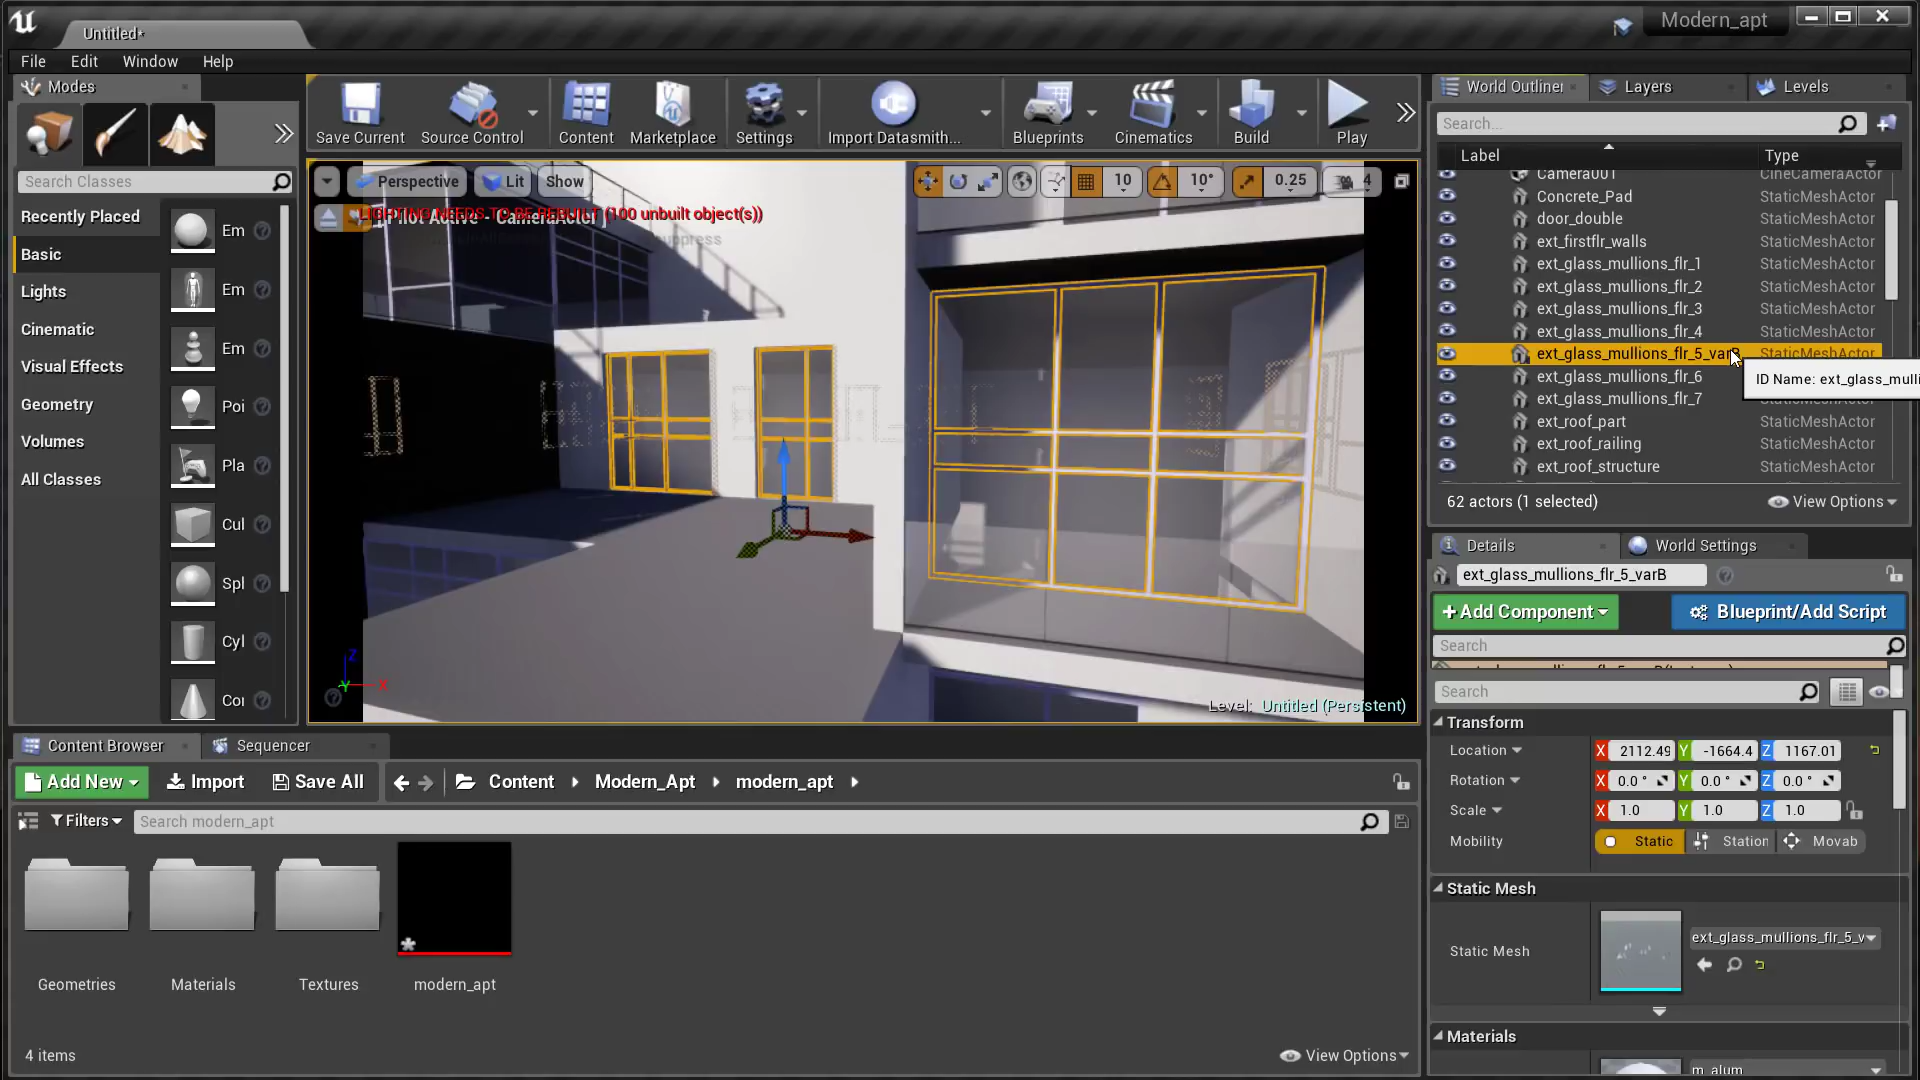 Untitled*
Modern_apt
File Edit Window Help
Modes
Save Current
Source Control
Content
Marketplace
Settings
Import Datasmith...
Blueprints
Cinematics
Build
Play
Search Classes
Recently Placed
Basic
Lights
Cinematic
Visual Effects
Geometry
Volumes
All Classes
Em
Em
Em
Poi
Pla
Cul
Spl
Cyl
Perspective
Lit
Show
10
10°
0.25
4
LIGHTING NEEDS TO BE REBUILT (100 unbuilt object(s))
[ Pilot Active - CameraActor ]
suppress
Z
Y
X
Level: Untitled (Persistent)
World Outliner
Layers
Levels
Search...
Label Type
Camera001 CineCameraActor
Concrete_Pad StaticMeshActor
door_double StaticMeshActor
ext_firstflr_walls StaticMeshActor
ext_glass_mullions_flr_1 StaticMeshActor
ext_glass_mullions_flr_2 StaticMeshActor
ext_glass_mullions_flr_3 StaticMeshActor
ext_glass_mullions_flr_4 StaticMeshActor
ext_glass_mullions_flr_5_varB StaticMeshActor
ext_glass_mullions_flr_6
ID Name: ext_glass_mulli
ext_glass_mullions_flr_7 StaticMeshActor
ext_roof_part StaticMeshActor
ext_roof_railing StaticMeshActor
ext_roof_structure StaticMeshActor
62 actors (1 selected)
View Options
Details
World Settings
ext_glass_mullions_flr_5_varB
+ Add Component
Blueprint/Add Script
Search
Search
Transform
Location X 2112.49 Y -1664.4 Z 1167.01
Rotation X 0.0° Y 0.0° Z 0.0°
Scale X 1.0 Y 1.0 Z 1.0
Mobility Static Station Movab
Static Mesh
Static Mesh ext_glass_mullions_flr_5_v
Materials
m_alum
Content Browser
Sequencer
Add New
Import
Save All
Content
Modern_Apt
modern_apt
Filters
Search modern_apt
Geometries
Materials
Textures
modern_apt
4 items
View Options